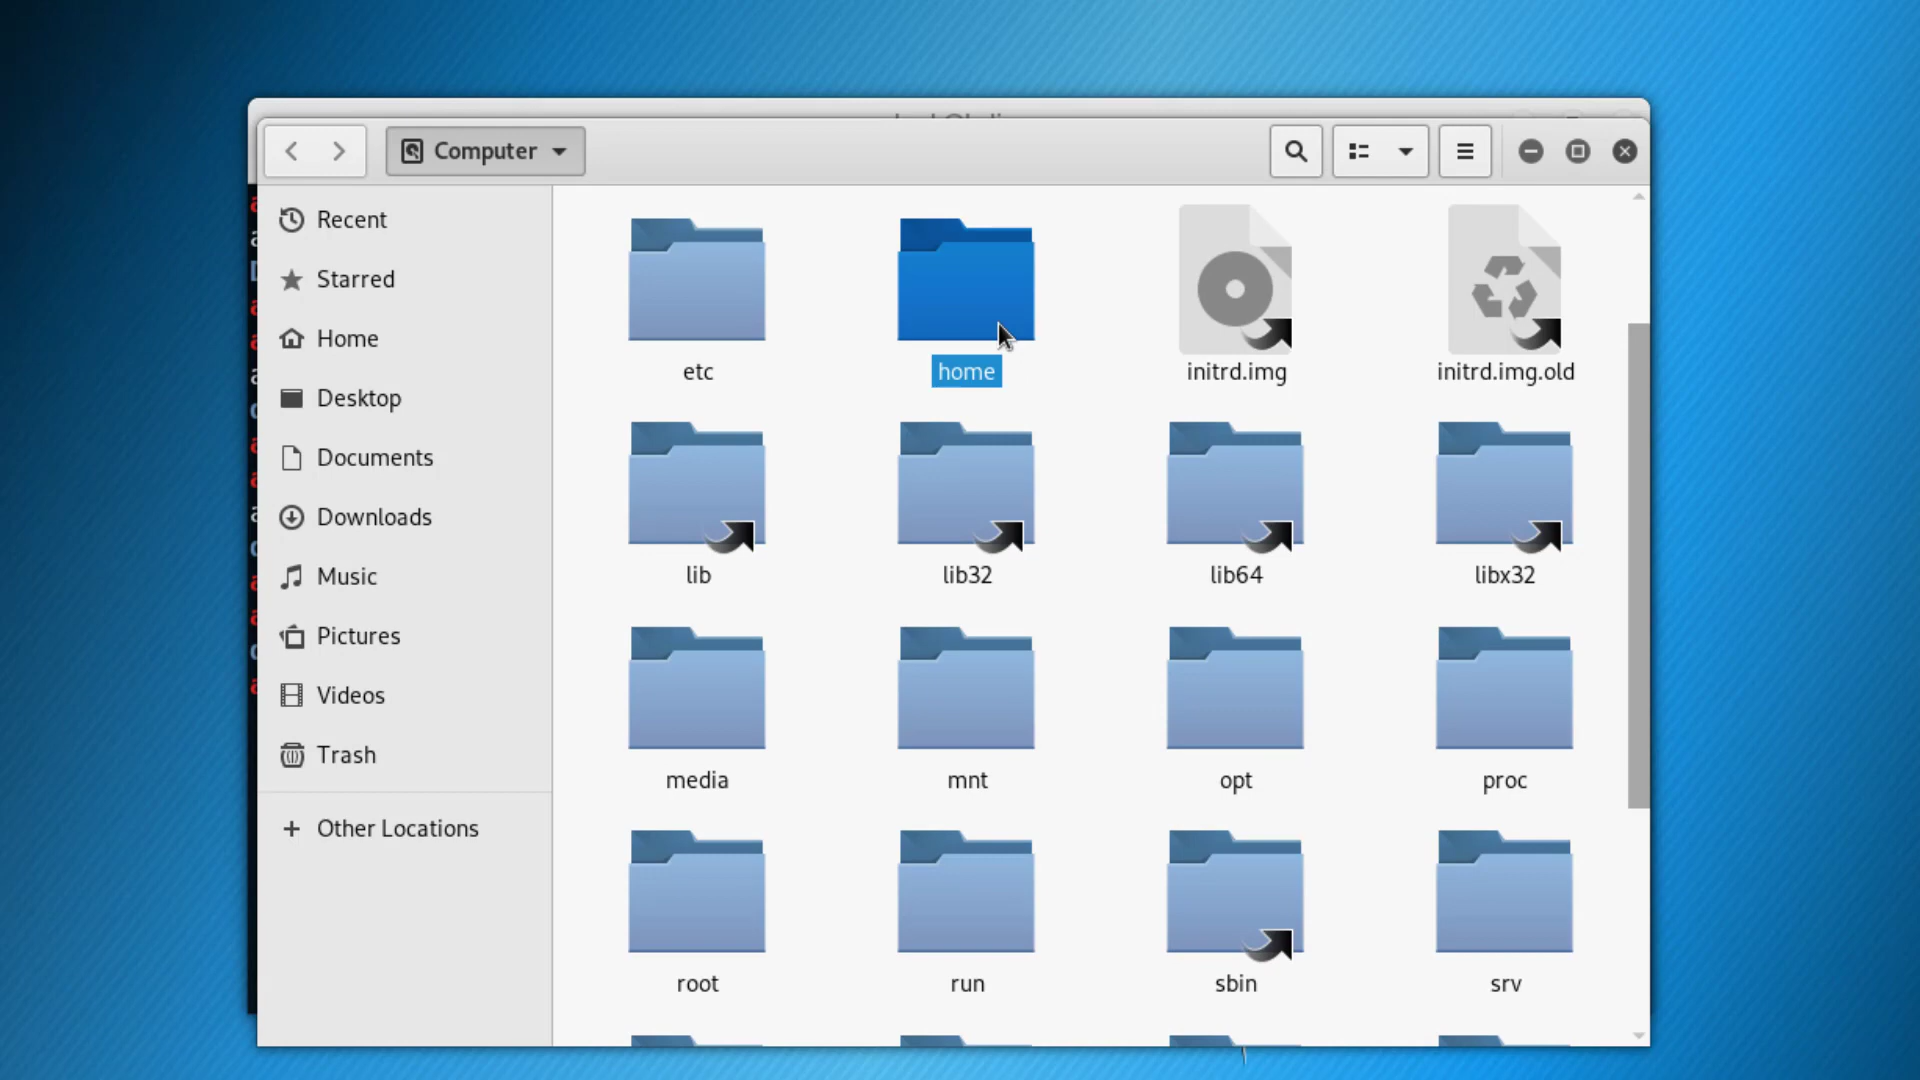 Computer
Recent
Starred
Home
Desktop
Documents
Downloads
Music
Pictures
Videos
Trash
Other Locations
etc
home
initrd.img
initrd.img.old
lib
lib32
lib64
libx32
media
mnt
opt
proc
root
run
sbin
srv